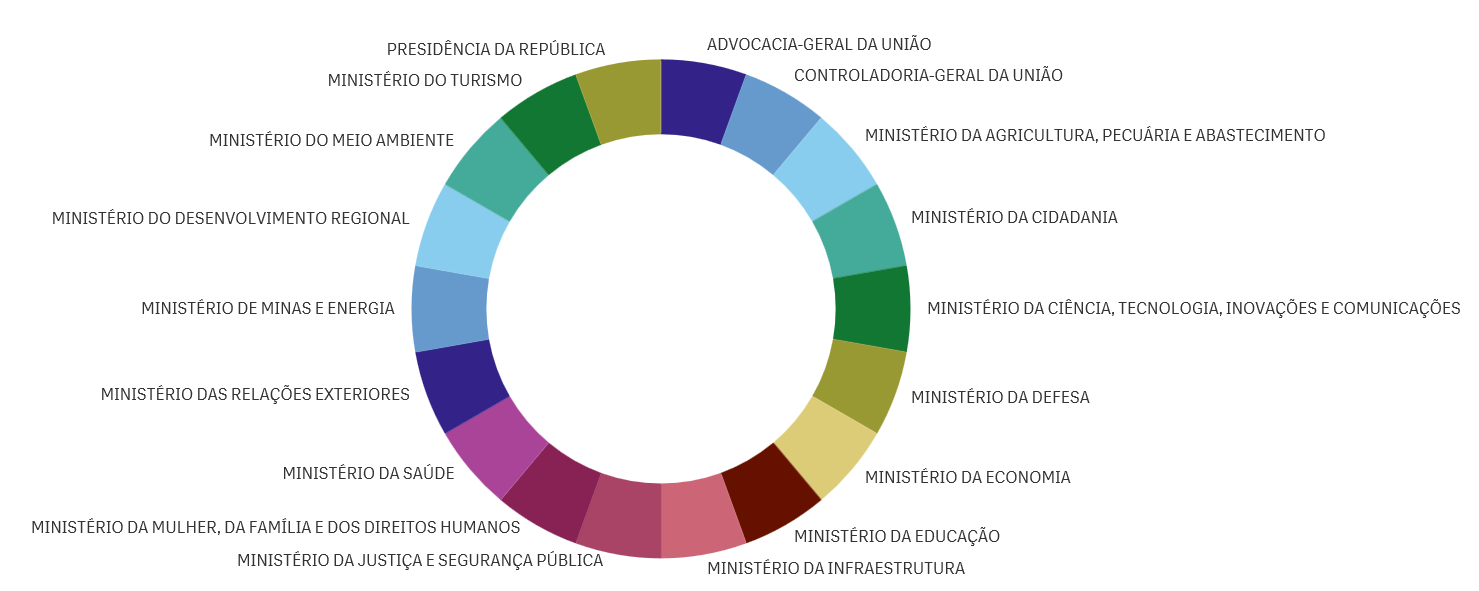 PRESIDÊNCIA DA REPÚBLICA
ADVOCACIA-GERAL DA UNIÃO
MINISTÉRIO DO TURISMO
CONTROLADORIA-GERAL DA UNIÃO
MINISTÉRIO DO MEIO AMBIENTE
MINISTÉRIO DA AGRICULTURA, PECUÁRIA E ABASTECIMENTO
MINISTÉRIO DO DESENVOLVIMENTO REGIONAL
MINISTÉRIO DA CIDADANIA
MINISTÉRIO DE MINAS E ENERGIA
MINISTÉRIO DA CIÊNCIA, TECNOLOGIA, INOVAÇÕES E COMUNICAÇÕES
MINISTÉRIO DAS RELAÇÕES EXTERIORES
MINISTÉRIO DA DEFESA
MINISTÉRIO DA SAÚDE
MINISTÉRIO DA ECONOMIA
MINISTÉRIO DA MULHER, DA FAMÍLIA E DOS DIREITOS HUMANOS
MINISTÉRIO DA EDUCAÇÃO
MINISTÉRIO DA JUSTIÇA E SEGURANÇA PÚBLICA
MINISTÉRIO DA INFRAESTRUTURA